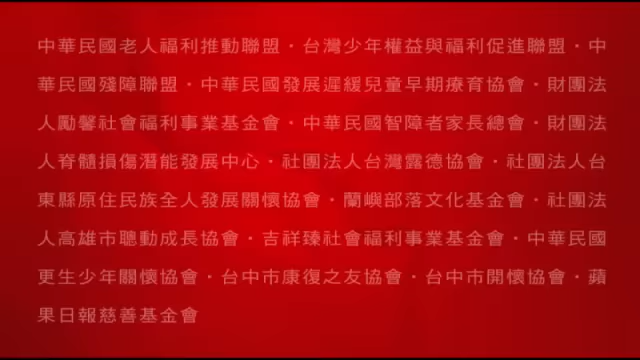 中華民國老人福利推動聯盟・台灣少年權益與福利促進聯盟・中
華民國殘障聯盟・中華民國發展遲緩兒童早期療育協會・財團法
人勵馨社會福利事業基金會・中華民國智障者家長總會・財團法
人脊髓損傷潛能發展中心・社團法人台灣露德協會・社團法人台
東縣原住民族全人發展關懷協會・蘭嶼部落文化基金會・社團法
人高雄市聰動成長協會・吉祥臻社會福利事業基金會・中華民國
更生少年關懷協會・台中市康復之友協會・台中市開懷協會・蘋
果日報慈善基金會